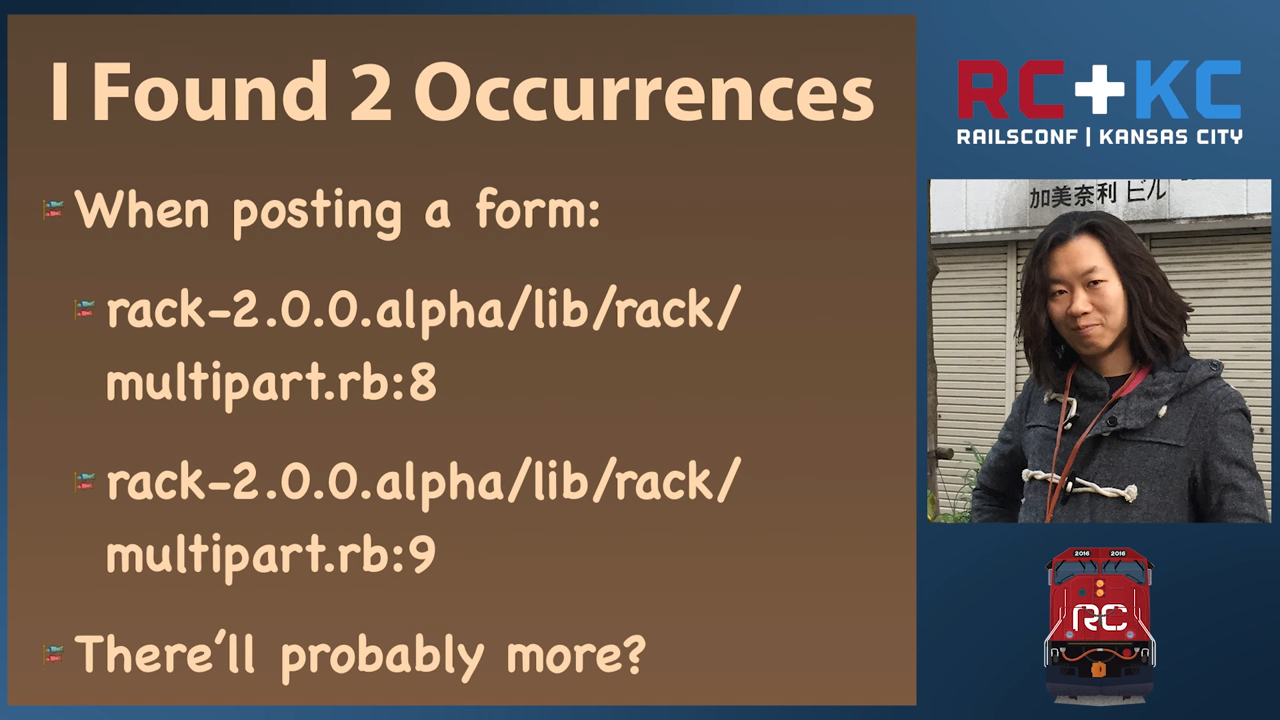 I Found 2 Occurrences
When posting a form:
rack-2.0.0.alpha/lib/rack/
multipart.rb:8
rack-2.0.0.alpha/lib/rack/
multipart.rb:9
There’ll probably more?
RC+KC
RAILSCONF | KANSAS CITY
加美奈利 ビル
2016 2016
RC